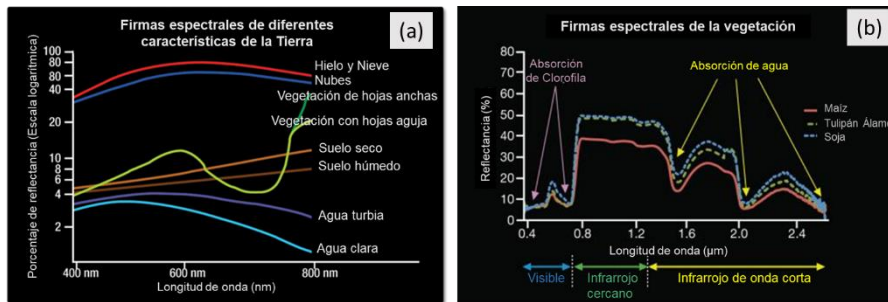 Firmas espectrales de diferentes
características de la Tierra
(a)
Porcentaje de reflectancia (Escala logarítmica)
100
80
60
40
20
10
8
6
4
2
Hielo y Nieve
Nubes
Vegetación de hojas anchas
Vegetación con hojas aguja
Suelo seco
Suelo húmedo
Agua turbia
Agua clara
400 nm
600 nm
800 nm
Longitud de onda (nm)
Firmas espectrales de la vegetación
(b)
Reflectancia (%)
80
70
60
50
40
30
20
10
0
Absorción
de Clorofila
Absorción de agua
Maíz
Tulipán Álamo
Soja
0.4
0.8
1.2
1.6
2.0
2.4
Longitud de onda (μm)
Visible
Infrarrojo
cercano
Infrarrojo de onda corta